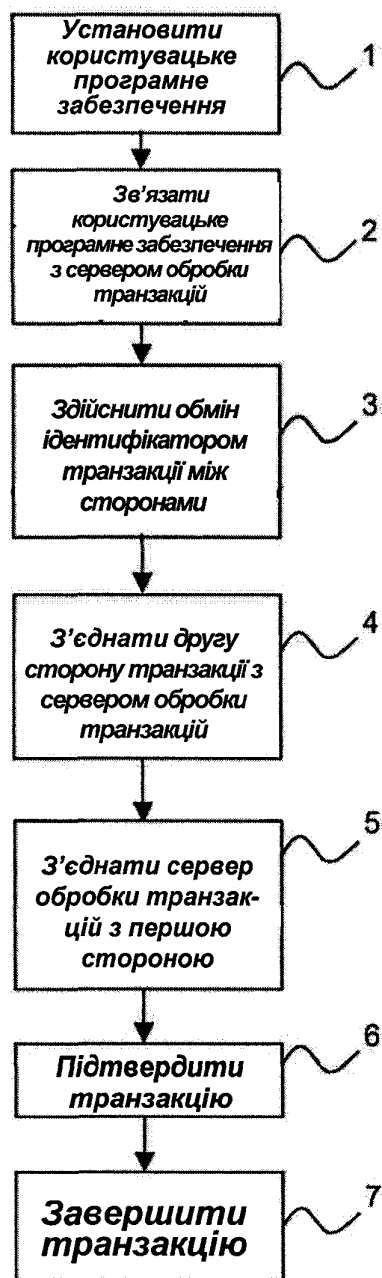 Установити
користувацьке
програмне
забезпечення
1
Зв'язати
користувацьке
програмне забезпечення
з сервером обробки
транзакцій
2
Здійснити обмін
ідентифікатором
транзакції між
сторонами
3
З'єднати другу
сторону транзакції з
сервером обробки
транзакцій
4
З'єднати сервер
обробки транзак-
цій з першою
стороною
5
Підтвердити
транзакцію
6
Завершити
транзакцію
7